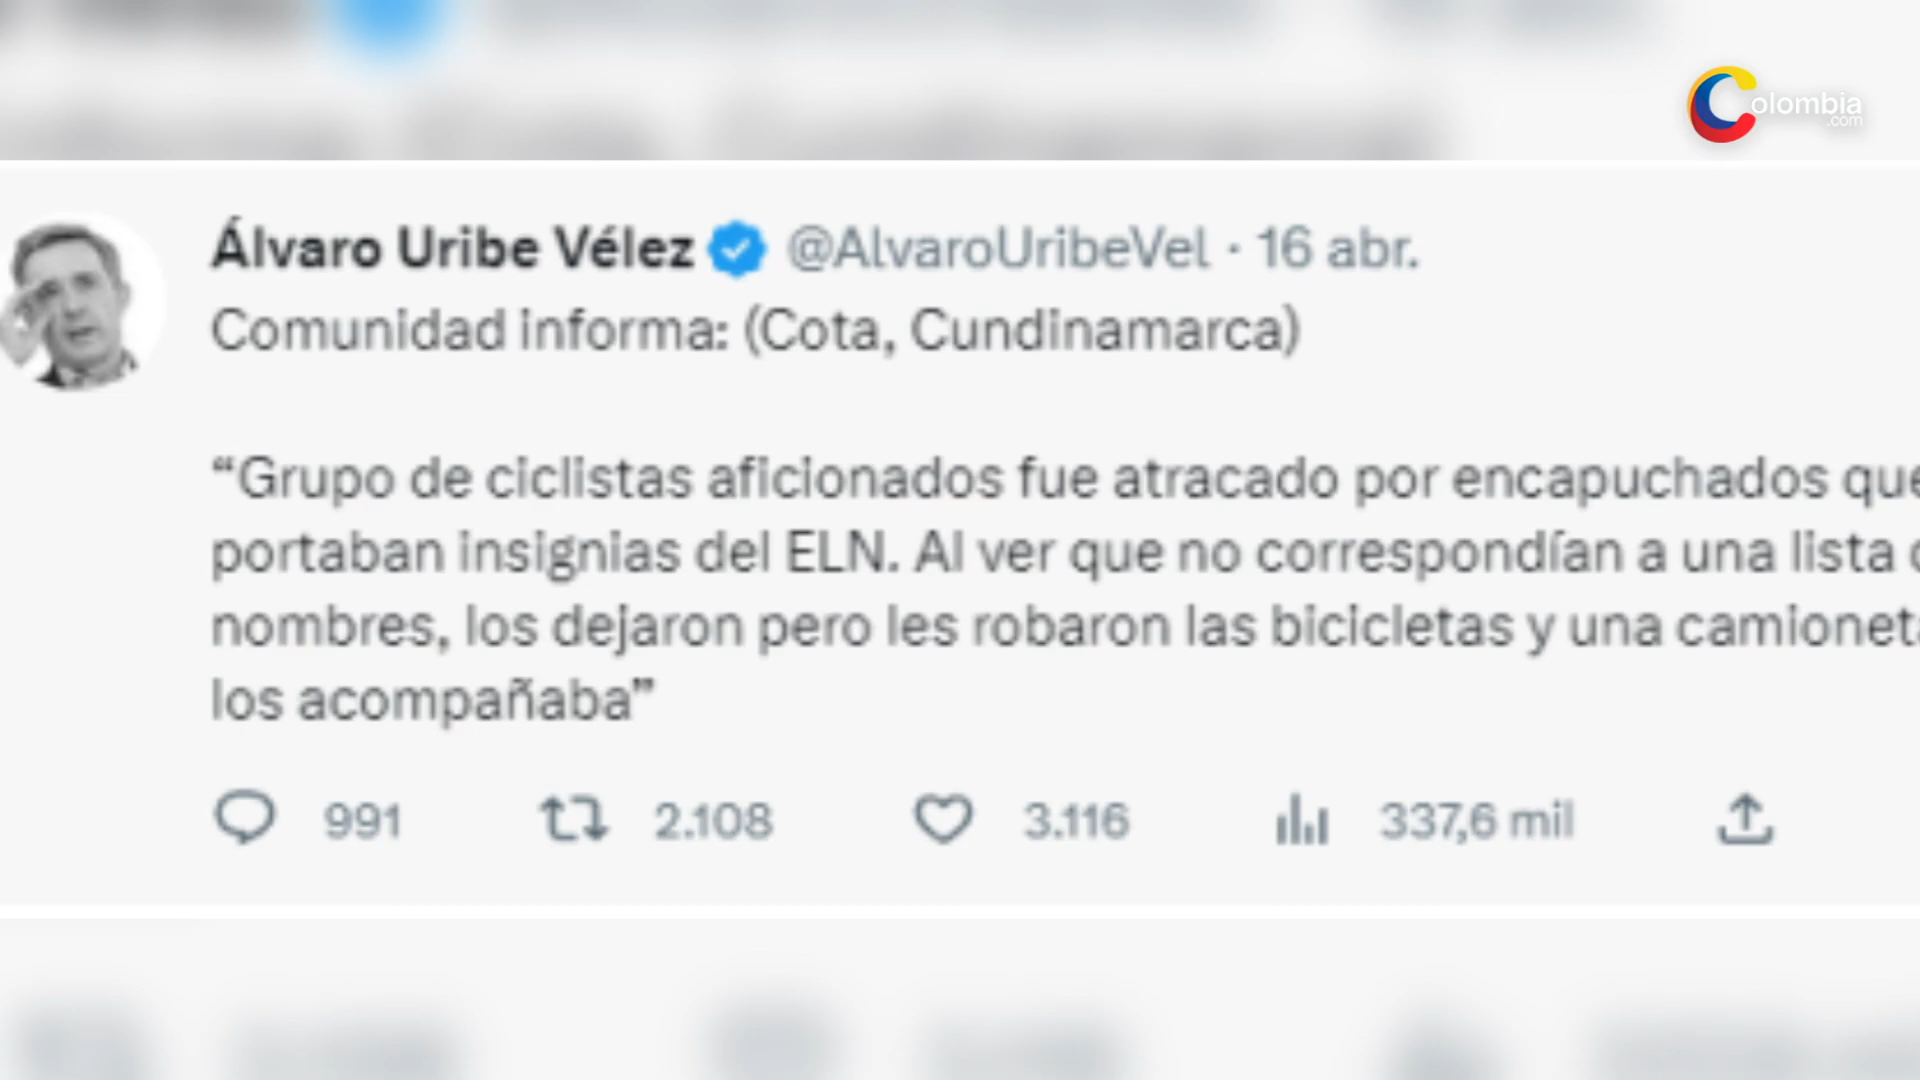 Colombia
.com
Álvaro Uribe Vélez @AlvaroUribeVel · 16 abr.
Comunidad informa: (Cota, Cundinamarca)
“Grupo de ciclistas aficionados fue atracado por encapuchados que
portaban insignias del ELN. Al ver que no correspondían a una lista
nombres, los dejaron pero les robaron las bicicletas y una camioneta
los acompañaba”
991 2.108 3.116 337,6 mil